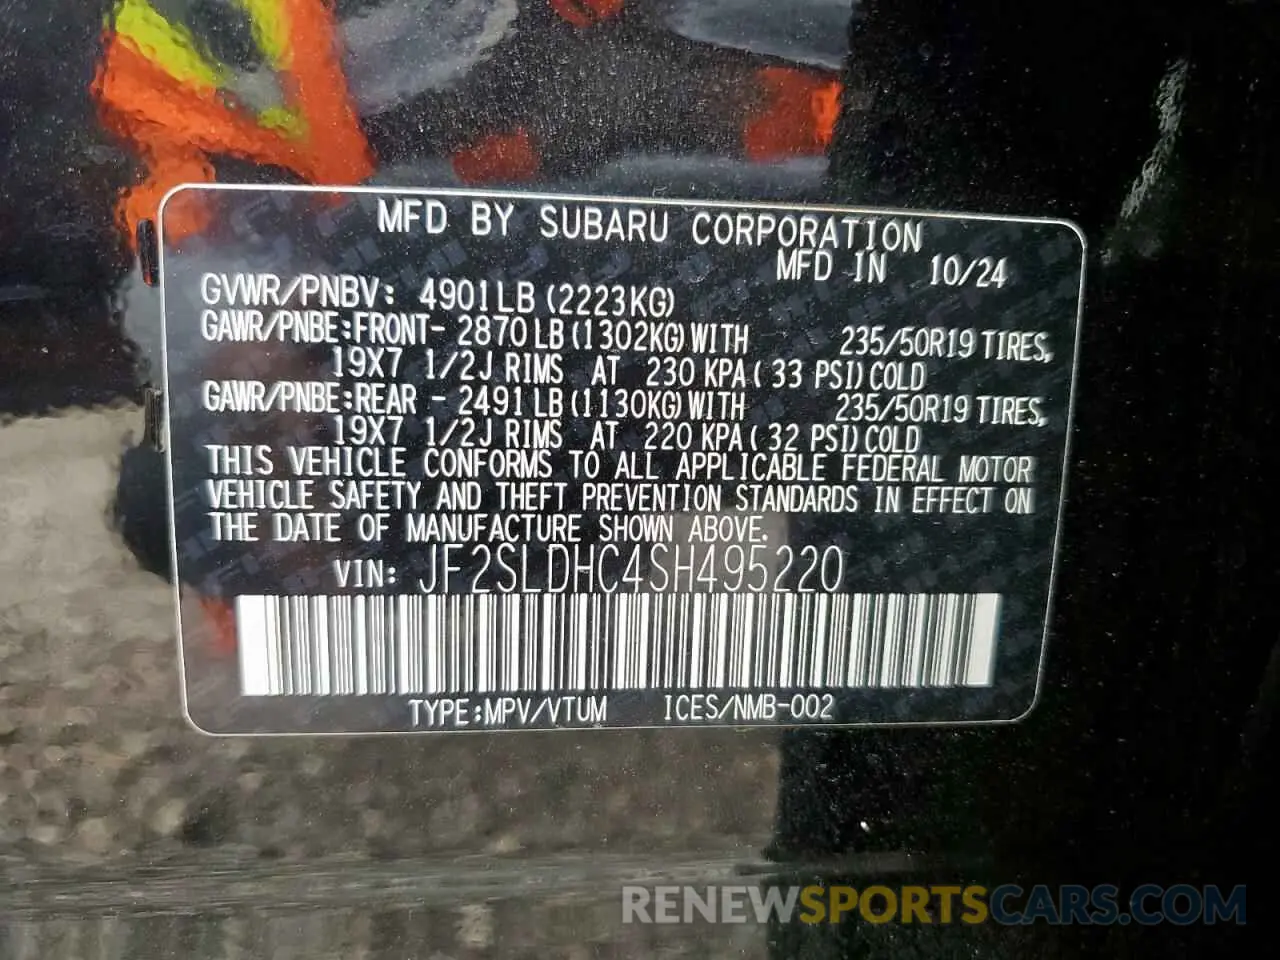 MFD BY SUBARU CORPORATION
MFD IN 10/24
GVWR/PNBV: 4901LB (2223KG)
GAWR/PNBE:FRONT- 2870 LB (1302KG) WITH 235/50R19 TIRES,
19X7 1/2J RIMS AT 230 KPA ( 33 PSI) COLD
GAWR/PNBE:REAR - 2491 LB (1130KG) WITH 235/50R19 TIRES,
19X7 1/2J RIMS AT 220 KPA ( 32 PSI) COLD
THIS VEHICLE CONFORMS TO ALL APPLICABLE FEDERAL MOTOR
VEHICLE SAFETY AND THEFT PREVENTION STANDARDS IN EFFECT ON
THE DATE OF MANUFACTURE SHOWN ABOVE.
VIN: JF2SLDHC4SH495220
TYPE:MPV/VTUM ICES/NMB-002
RENEWSPORTSCARS.COM